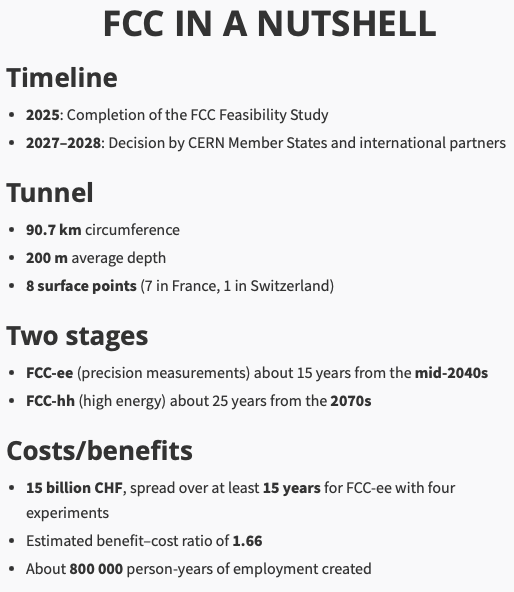 FCC IN A NUTSHELL
Timeline
• 2025: Completion of the FCC Feasibility Study
• 2027–2028: Decision by CERN Member States and international partners
Tunnel
• 90.7 km circumference
• 200 m average depth
• 8 surface points (7 in France, 1 in Switzerland)
Two stages
• FCC-ee (precision measurements) about 15 years from the mid-2040s
• FCC-hh (high energy) about 25 years from the 2070s
Costs/benefits
• 15 billion CHF, spread over at least 15 years for FCC-ee with four
experiments
• Estimated benefit–cost ratio of 1.66
• About 800 000 person-years of employment created